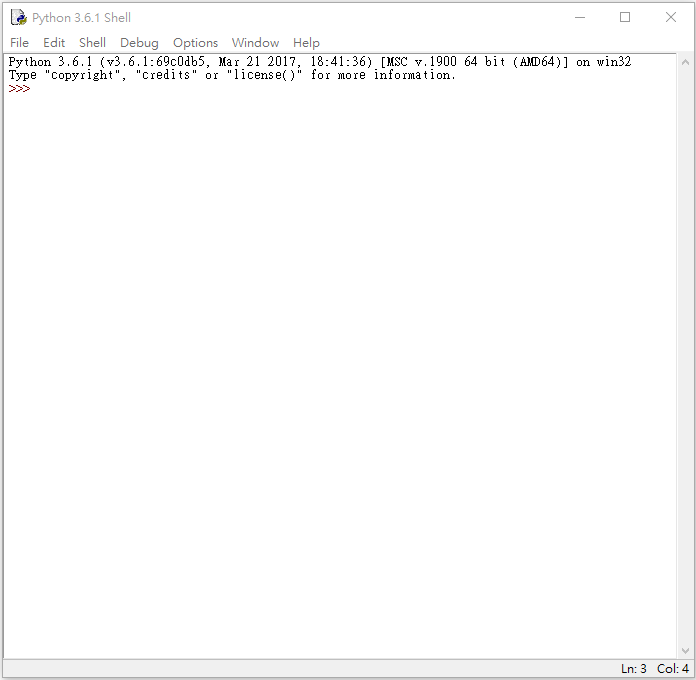 Python 3.6.1 Shell
File Edit Shell Debug Options Window Help
Python 3.6.1 (v3.6.1:69c0db5, Mar 21 2017, 18:41:36) [MSC v.1900 64 bit (AMD64)] on win32
Type "copyright", "credits" or "license()" for more information.
>>>
Ln: 3 Col: 4